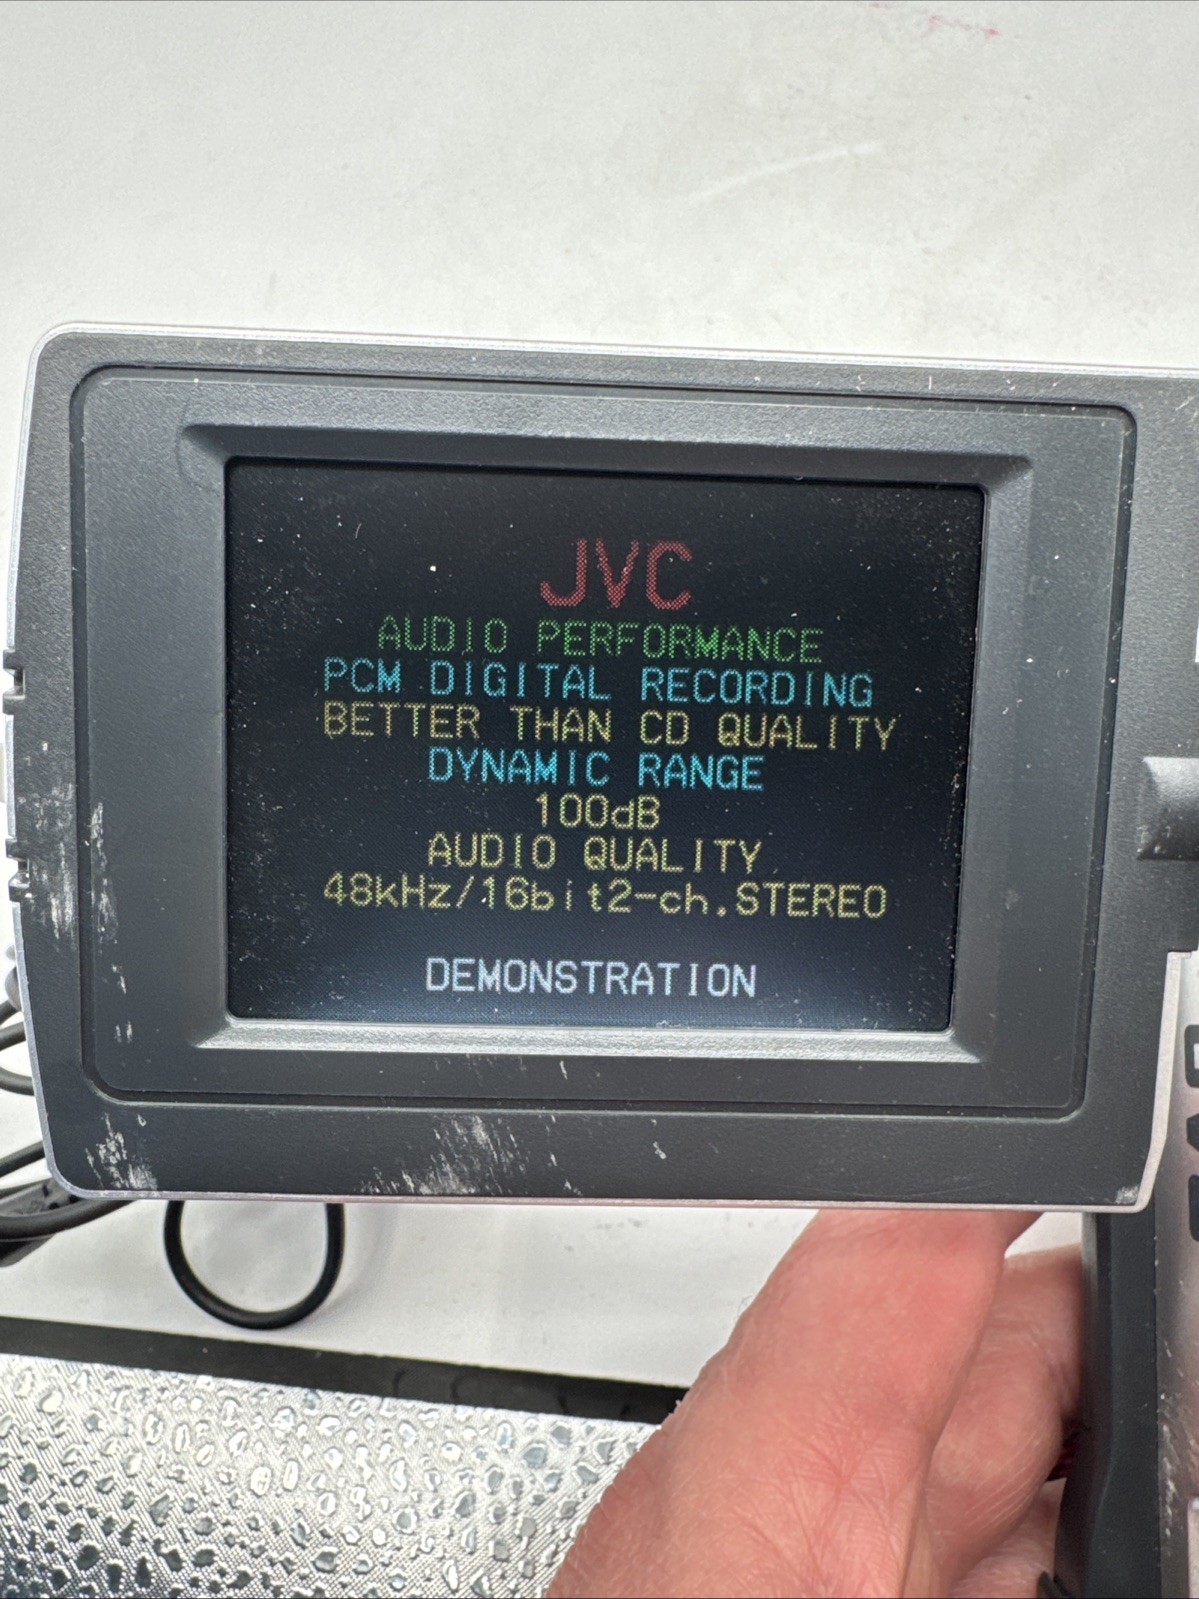 JVC
AUDIO PERFORMANCE
PCM DIGITAL RECORDING
BETTER THAN CD QUALITY
DYNAMIC RANGE
100dB
AUDIO QUALITY
48kHz/16bit2-ch.STEREO
DEMONSTRATION